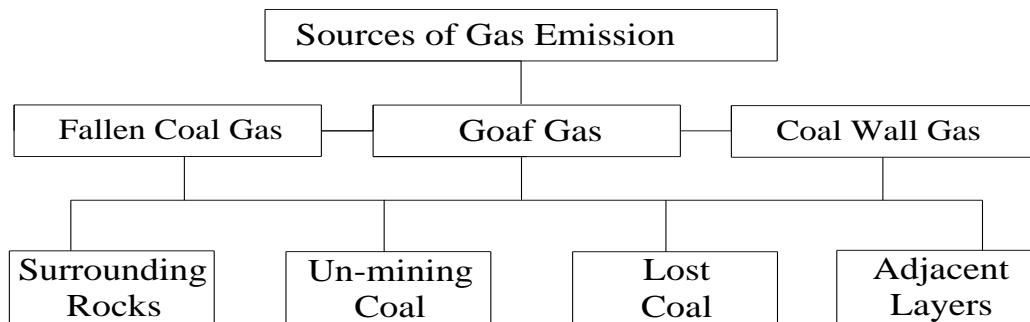 Sources of Gas Emission
Fallen Coal Gas
Goaf Gas
Coal Wall Gas
Surrounding
Rocks
Un-mining
Coal
Lost
Coal
Adjacent
Layers